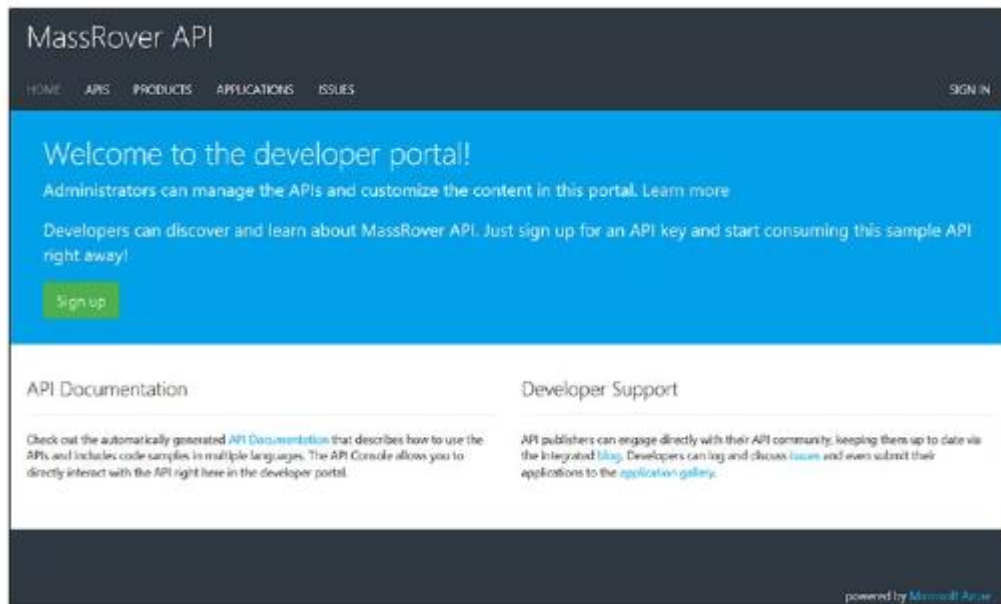 MassRover API
HOME APIS PRODUCTS APPLICATIONS ISSUES SIGN IN
Welcome to the developer portal!
Administrators can manage the APIs and customize the content in this portal. Learn more
Developers can discover and learn about MassRover API. Just sign up for an API key and start consuming this sample API
right away!
Sign up
API Documentation
Check out the automatically generated API Documentation that describes how to use the
APIs and includes code samples in multiple languages. The API Console allows you to
directly interact with the API right here in the developer portal.
Developer Support
API publishers can engage directly with their API community, keeping them up to date via
the integrated blog. Developers can log and discuss issues and even submit their
applications to the application gallery.
powered by Microsoft Azure